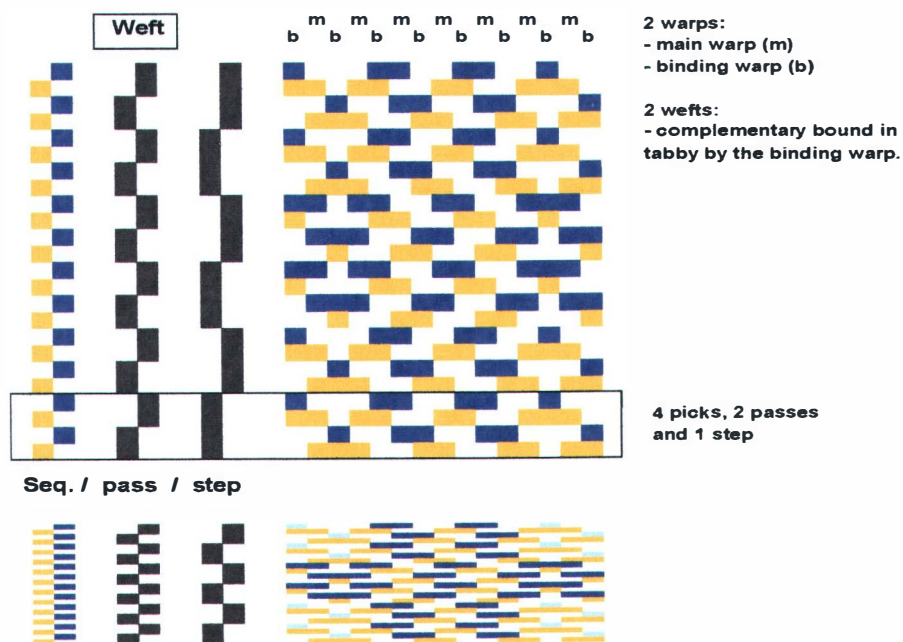 Weft
m m m m m m m
b b b b b b b b
2 warps:
- main warp (m)
- binding warp (b)
2 wefts:
- complementary bound in
tabby by the binding warp.
4 picks, 2 passes
and 1 step
Seq. / pass / step